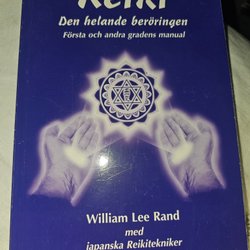 Reiki
Den helande beröringen
Första och andra gradens manual
William Lee Rand
med
japanska Reikitekniker